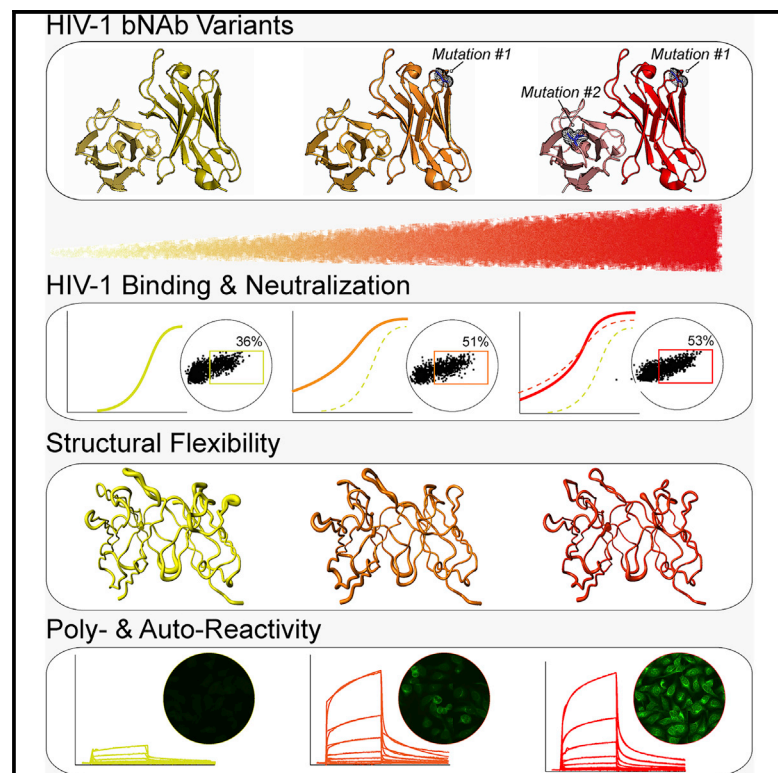 HIV-1 bNAb Variants
Mutation #1
Mutation #1
Mutation #2
HIV-1 Binding & Neutralization
36%
51%
53%
Structural Flexibility
Poly- & Auto-Reactivity